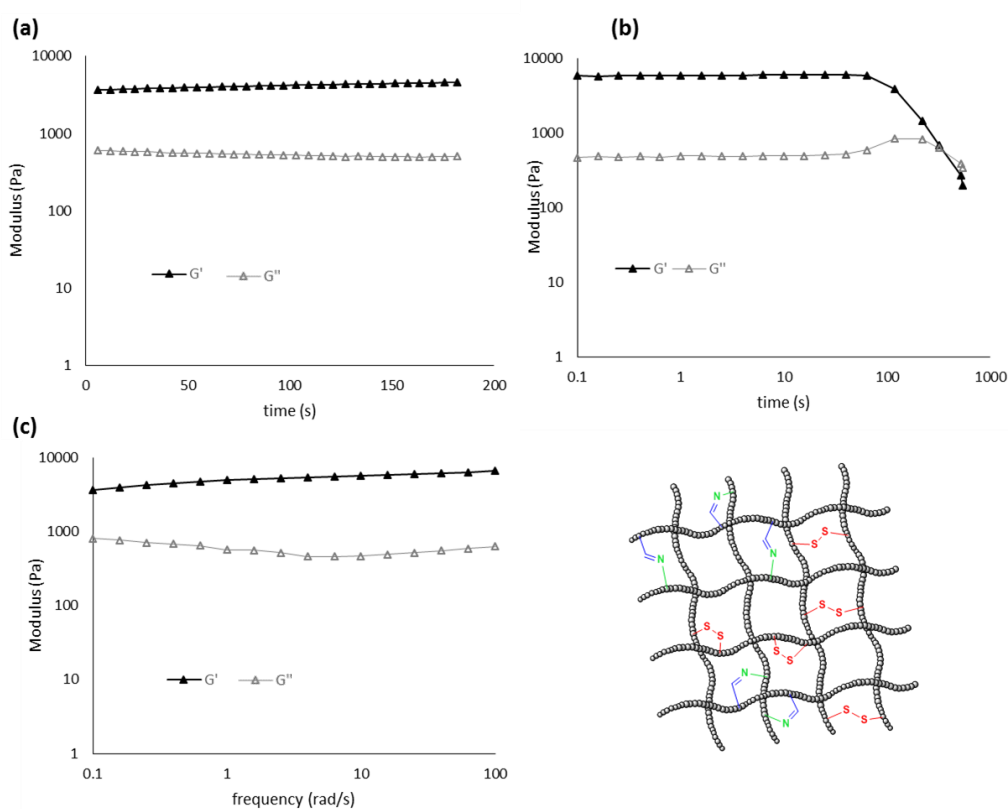 (a)
10000
1000
100
10
1
Modulus (Pa)
G' G"
0 50 100 150 200
time (s)
(b)
10000
1000
100
10
1
Modulus (Pa)
G' G"
0.1 1 10 100 1000
time (s)
(c)
10000
1000
100
10
1
Modulus (Pa)
G' G"
0.1 1 10 100
frequency (rad/s)
N
N
N
S S
N
S S
S S
S S
N
N
S S